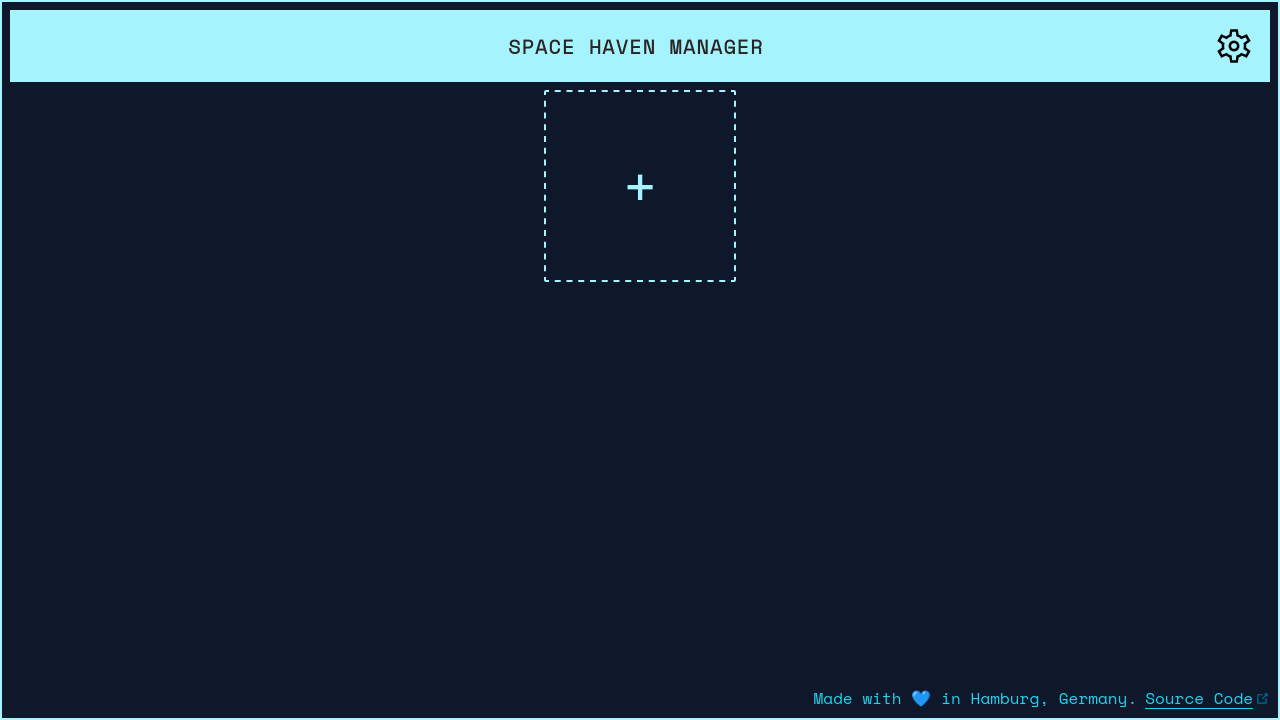 SPACE HAVEN MANAGER
+
Made with 💙 in Hamburg, Germany. Source Code